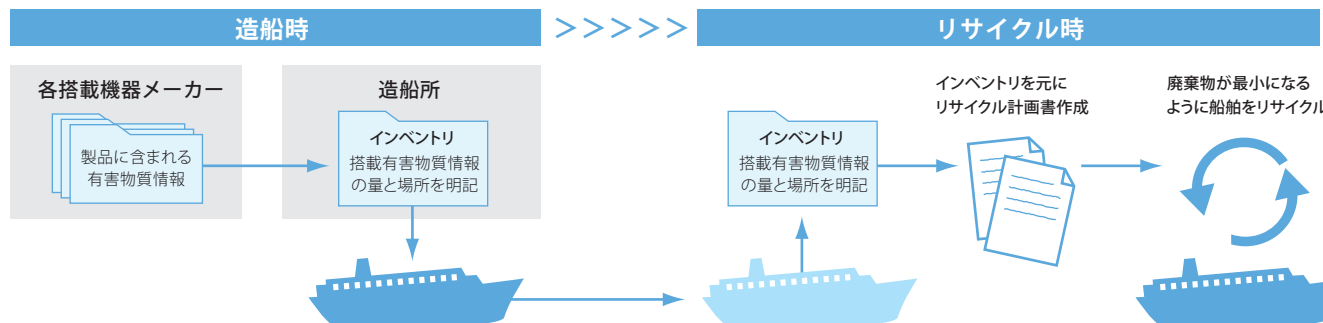 造船時
＞＞＞＞＞
リサイクル時
各搭載機器メーカー
製品に含まれる
有害物質情報
造船所
インベントリ
搭載有害物質情報
の量と場所を明記
インベントリ
搭載有害物質情報
の量と場所を明記
インベントリを元に
リサイクル計画書作成
廃棄物が最小になる
ように船舶をリサイクル